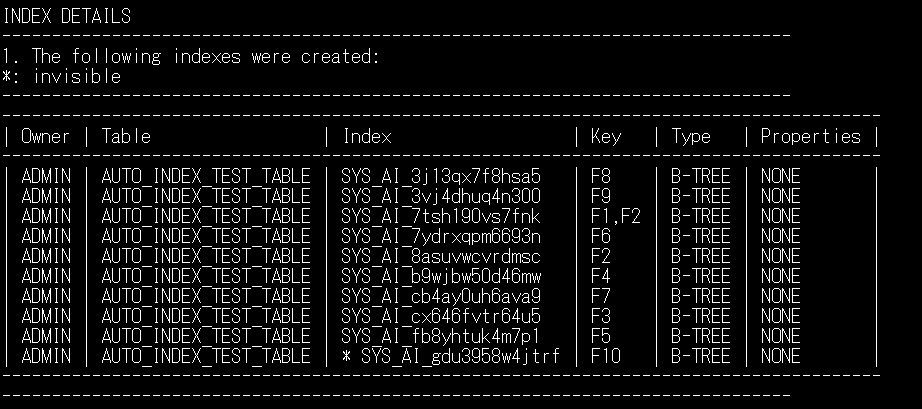 INDEX DETAILS
-------------------------------------------------------------------------------
1. The following indexes were created:
*: invisible
-------------------------------------------------------------------------------
----------------------------------------------------------------------------------------
| Owner | Table                 | Index                  | Key   | Type   | Properties |
----------------------------------------------------------------------------------------
| ADMIN | AUTO_INDEX_TEST_TABLE | SYS_AI_3j13qx7f8hsa5   | F8    | B-TREE | NONE       |
| ADMIN | AUTO_INDEX_TEST_TABLE | SYS_AI_3vj4dhuq4n300   | F9    | B-TREE | NONE       |
| ADMIN | AUTO_INDEX_TEST_TABLE | SYS_AI_7tsh190vs7fnk   | F1,F2 | B-TREE | NONE       |
| ADMIN | AUTO_INDEX_TEST_TABLE | SYS_AI_7ydrxqpm6693n   | F6    | B-TREE | NONE       |
| ADMIN | AUTO_INDEX_TEST_TABLE | SYS_AI_8asuvwcvrdmsc   | F2    | B-TREE | NONE       |
| ADMIN | AUTO_INDEX_TEST_TABLE | SYS_AI_b9wjbw50d46mw   | F4    | B-TREE | NONE       |
| ADMIN | AUTO_INDEX_TEST_TABLE | SYS_AI_cb4ay0uh6ava9   | F7    | B-TREE | NONE       |
| ADMIN | AUTO_INDEX_TEST_TABLE | SYS_AI_cx646fvtr64u5   | F3    | B-TREE | NONE       |
| ADMIN | AUTO_INDEX_TEST_TABLE | SYS_AI_fb8yhtuk4m7p1   | F5    | B-TREE | NONE       |
| ADMIN | AUTO_INDEX_TEST_TABLE | * SYS_AI_gdu3958w4jtrf | F10   | B-TREE | NONE       |
----------------------------------------------------------------------------------------
-------------------------------------------------------------------------------